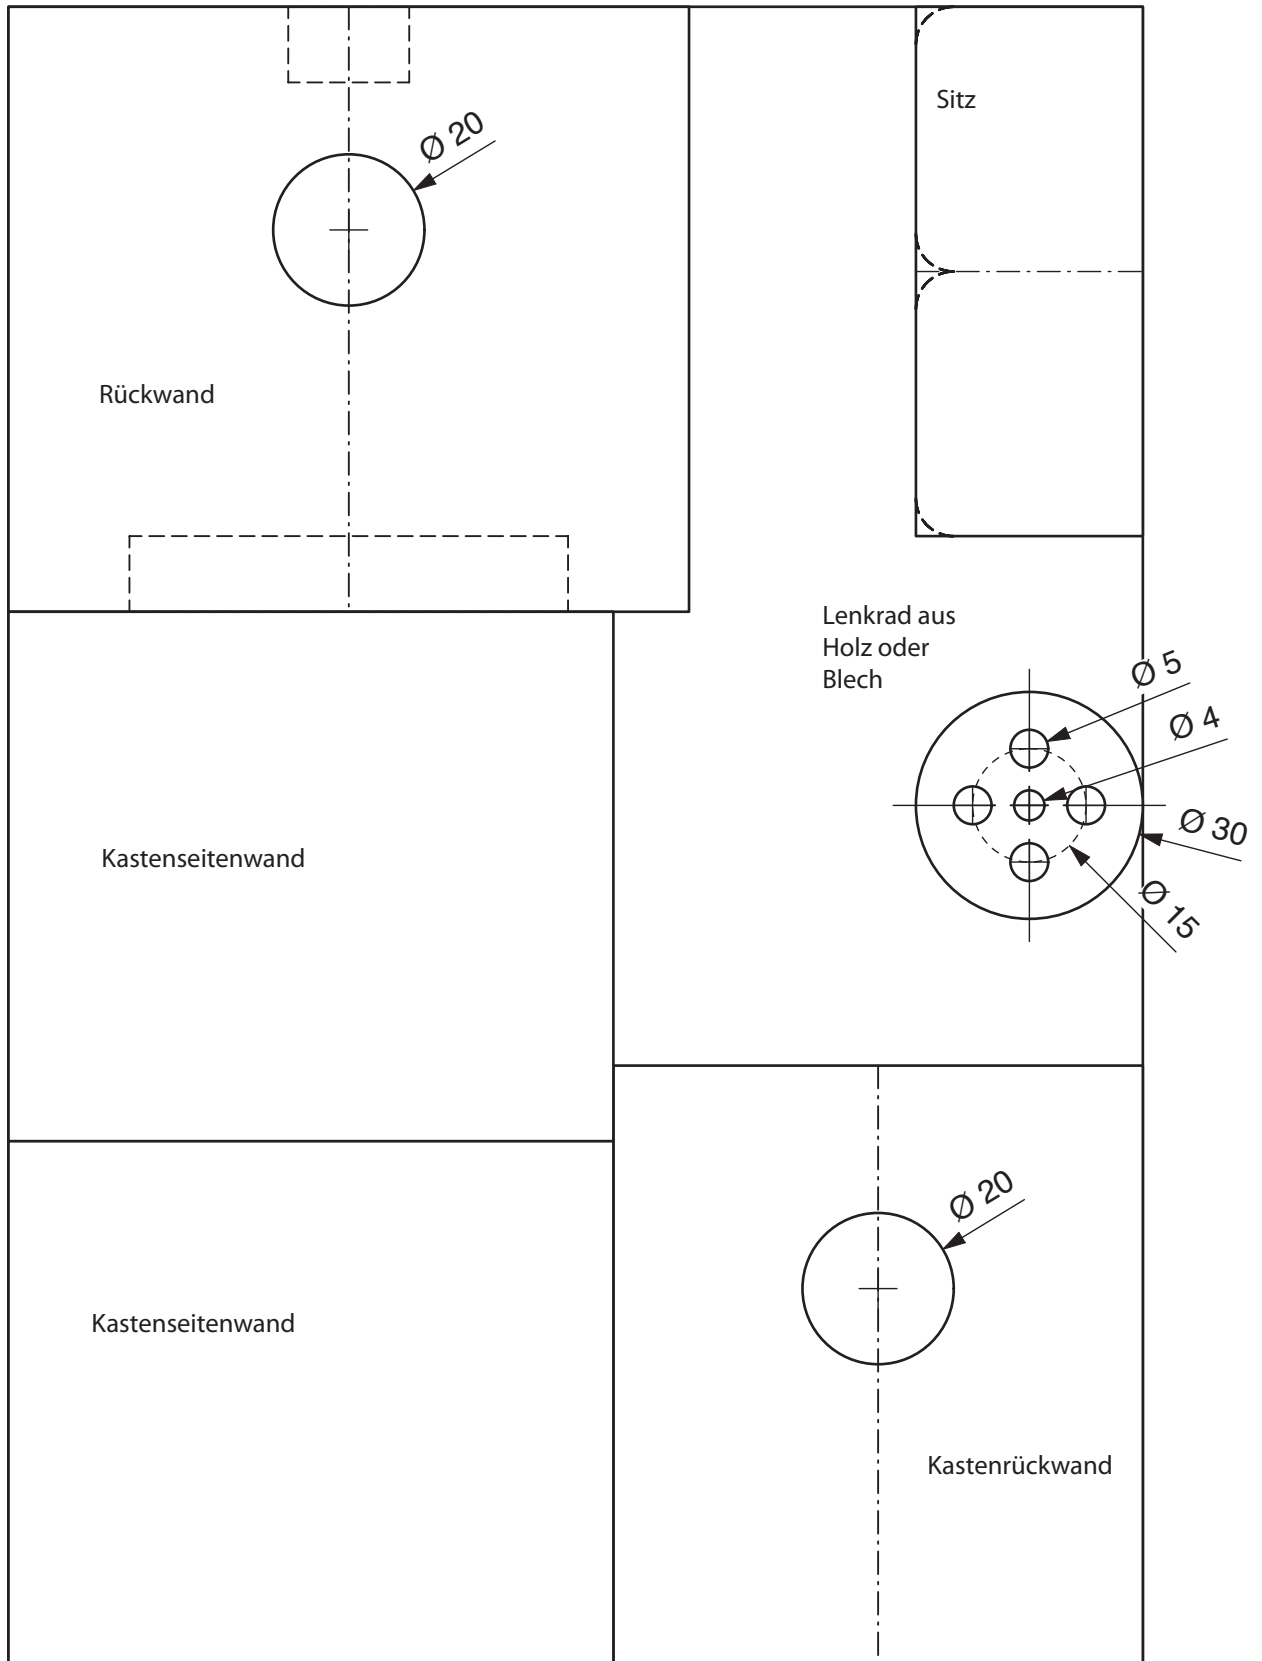 Sitz
Ø 20
Rückwand
Lenkrad aus
Holz oder
Blech
Ø 5
Ø 4
Ø 30
Ø 15
Kastenseitenwand
Ø 20
Kastenseitenwand
Kastenrückwand